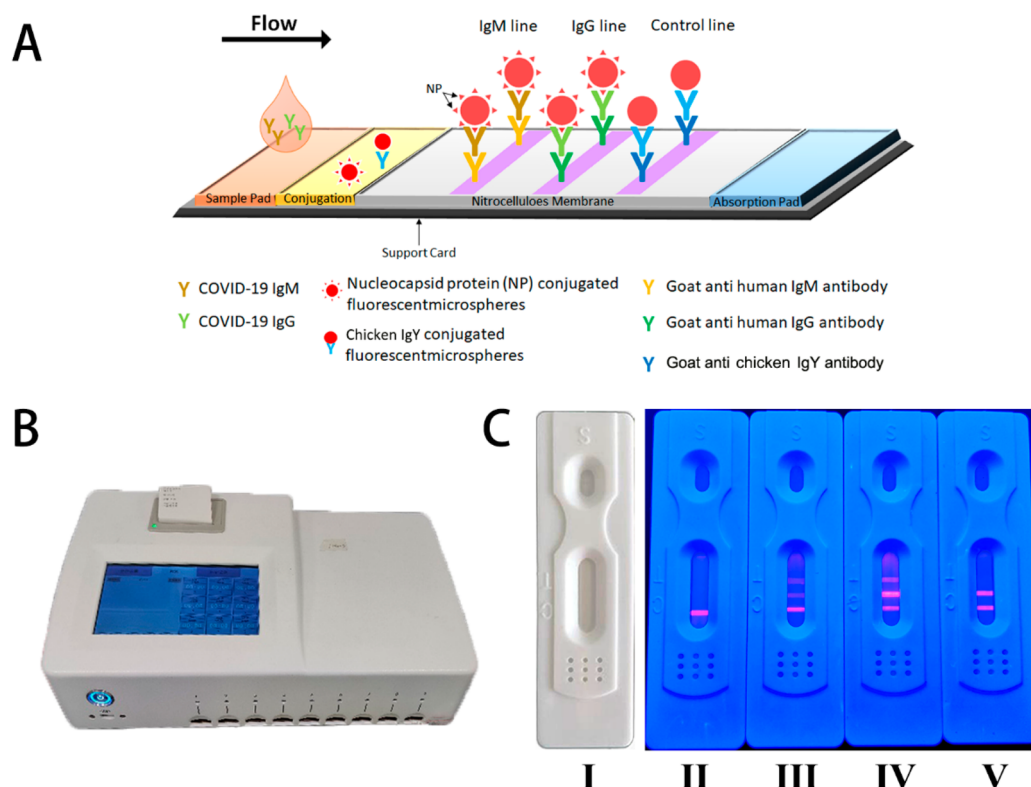 A
Flow
IgM line
IgG line
Control line
NP
Sample Pad
Conjugation
Nitrocelluloes Membrane
Absorption Pad
Support Card
COVID-19 IgM
COVID-19 IgG
Nucleocapsid protein (NP) conjugated
fluorescentmicrospheres
Chicken IgY conjugated
fluorescentmicrospheres
Goat anti human IgM antibody
Goat anti human IgG antibody
Goat anti chicken IgY antibody
B
C
S
T
C
S
T
C
S
T
C
S
T
C
S
T
C
I
II
III
IV
V